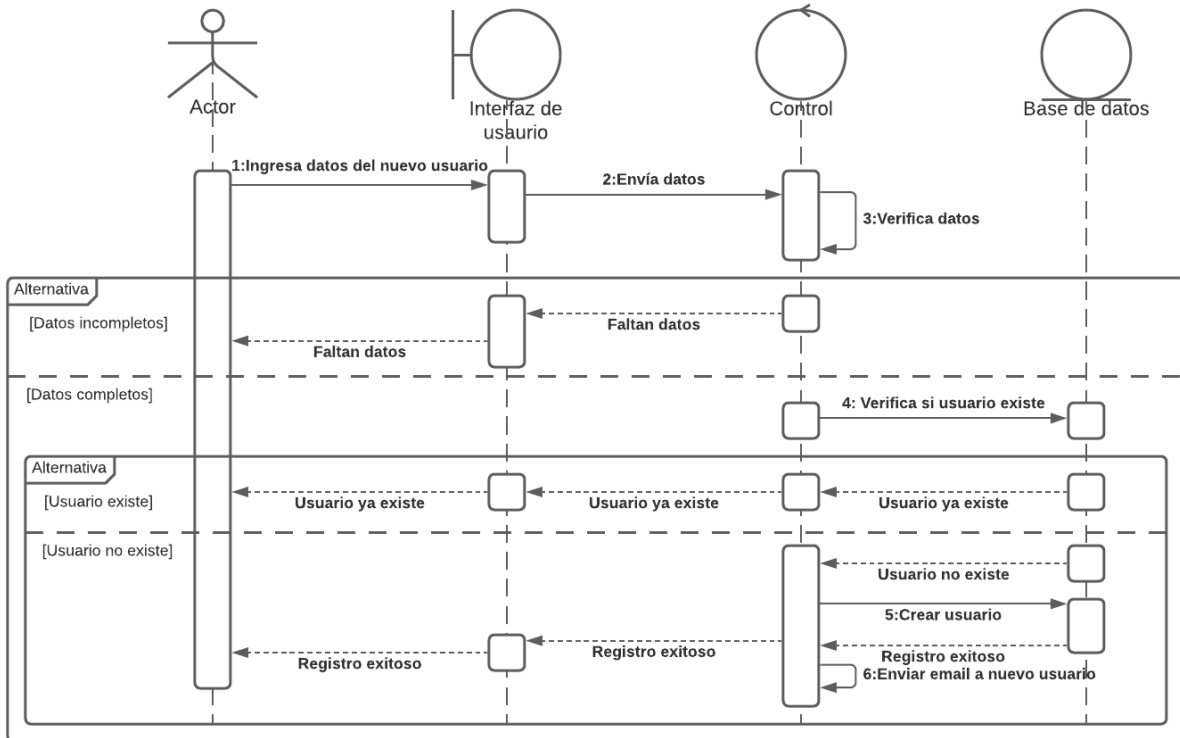 Actor
Interfaz de
usaurio
Control
Base de datos
1:Ingresa datos del nuevo usuario
2:Envía datos
3:Verifica datos
Alternativa
[Datos incompletos]
Faltan datos
Faltan datos
[Datos completos]
4: Verifica si usuario existe
Alternativa
[Usuario existe]
Usuario ya existe
Usuario ya existe
Usuario ya existe
[Usuario no existe]
Usuario no existe
5:Crear usuario
Registro exitoso
Registro exitoso
Registro exitoso
6:Enviar email a nuevo usuario